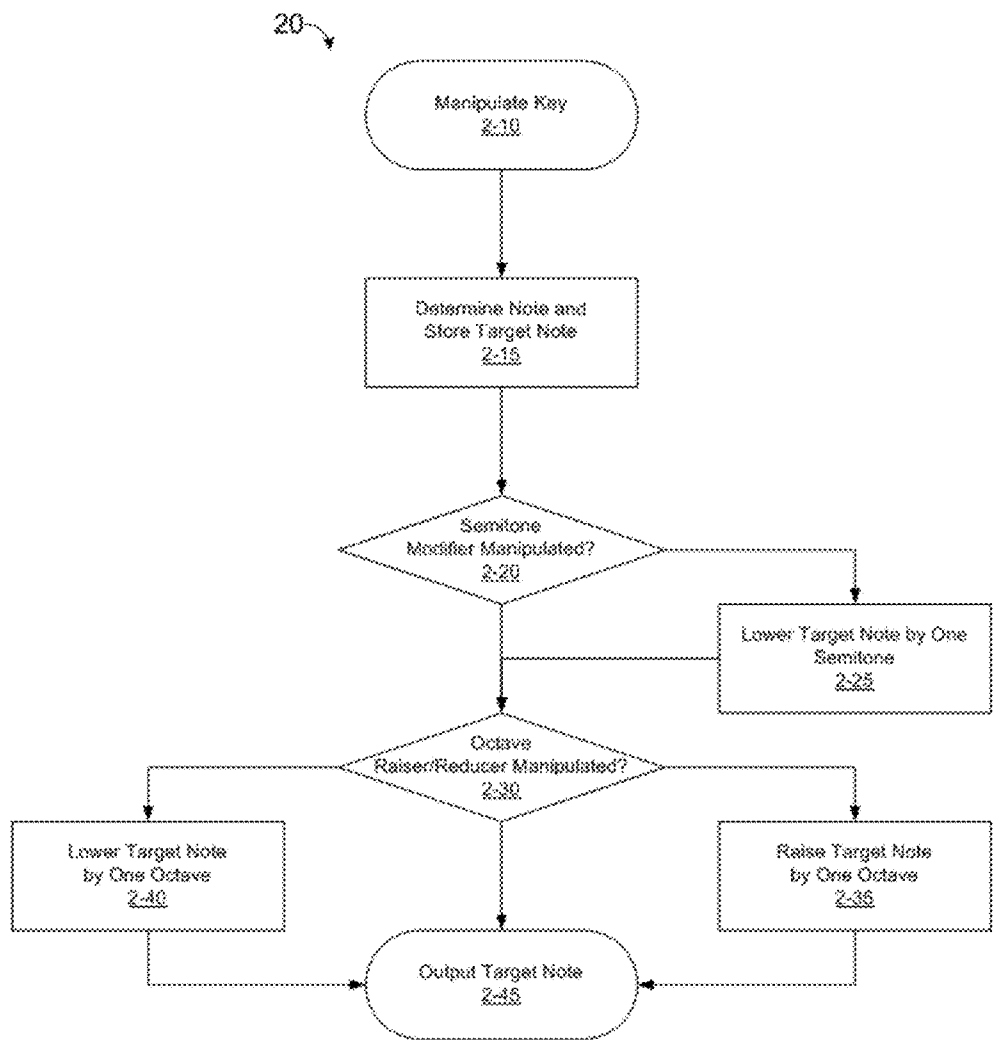 20
Manipulate Key
2-10
Determine Note and
Store Target Note
2-15
Semitone
Modifier Manipulated?
2-20
Lower Target Note by One
Semitone
2-25
Octave
Raiser/Reducer Manipulated?
2-30
Lower Target Note
by One Octave
2-40
Raise Target Note
by One Octave
2-35
Output Target Note
2-45